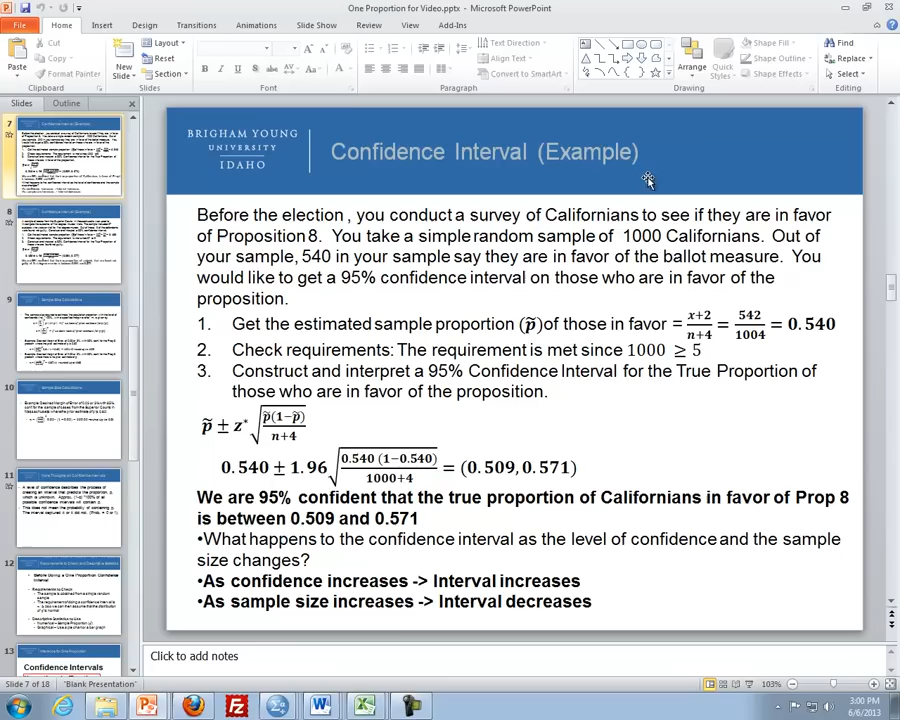 One Proportion for Video.pptx - Microsoft PowerPoint
File Home Insert Design Transitions Animations Slide Show Review View Add-Ins
Paste
Cut
Copy
Format Painter
Clipboard
New Slide
Layout
Reset
Section
Slides
B I U S abc AV Aa A
Font
Text Direction
Align Text
Convert to SmartArt
Paragraph
Arrange
Quick Styles
Shape Fill
Shape Outline
Shape Effects
Drawing
Find
Replace
Select
Editing
Slides Outline
7
8
9
10
11
12
13
Confidence Intervals
BRIGHAM YOUNG
UNIVERSITY
IDAHO
Confidence Interval (Example)
Before the election , you conduct a survey of Californians to see if they are in favor
of Proposition 8. You take a simple random sample of 1000 Californians. Out of
your sample, 540 in your sample say they are in favor of the ballot measure. You
would like to get a 95% confidence interval on those who are in favor of the
proposition.
1. Get the estimated sample proportion (p̃) of those in favor = x+2/n+4 = 542/1004 = 0.540
2. Check requirements: The requirement is met since 1000 ≥ 5
3. Construct and interpret a 95% Confidence Interval for the True Proportion of
those who are in favor of the proposition.
p̃ ± z* √(p̃(1−p̃)/n+4)
0.540 ± 1.96 √(0.540 (1−0.540)/1000+4) = (0.509, 0.571)
We are 95% confident that the true proportion of Californians in favor of Prop 8
is between 0.509 and 0.571
•What happens to the confidence interval as the level of confidence and the sample
size changes?
•As confidence increases -> Interval increases
•As sample size increases -> Interval decreases
Click to add notes
Slide 7 of 18 "Blank Presentation" 103%
3:00 PM
6/6/2013